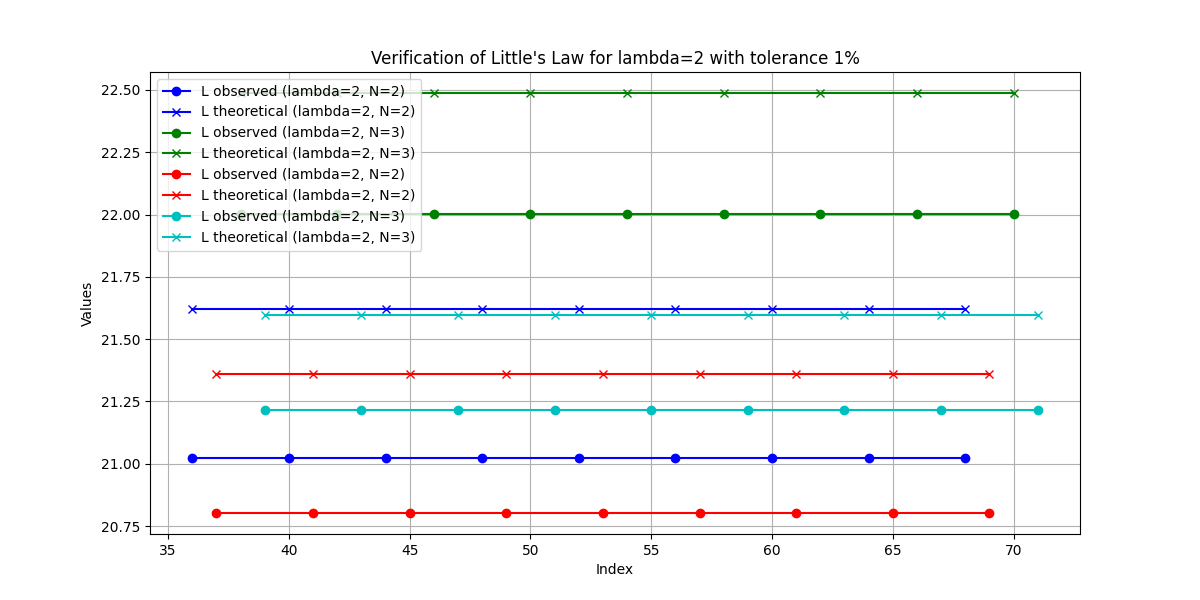 Verification of Little's Law for lambda=2 with tolerance 1%
22.50
22.25
22.00
21.75
21.50
21.25
21.00
20.75
Values
L observed (lambda=2, N=2)
L theoretical (lambda=2, N=2)
L observed (lambda=2, N=3)
L theoretical (lambda=2, N=3)
L observed (lambda=2, N=2)
L theoretical (lambda=2, N=2)
L observed (lambda=2, N=3)
L theoretical (lambda=2, N=3)
35 40 45 50 55 60 65 70
Index